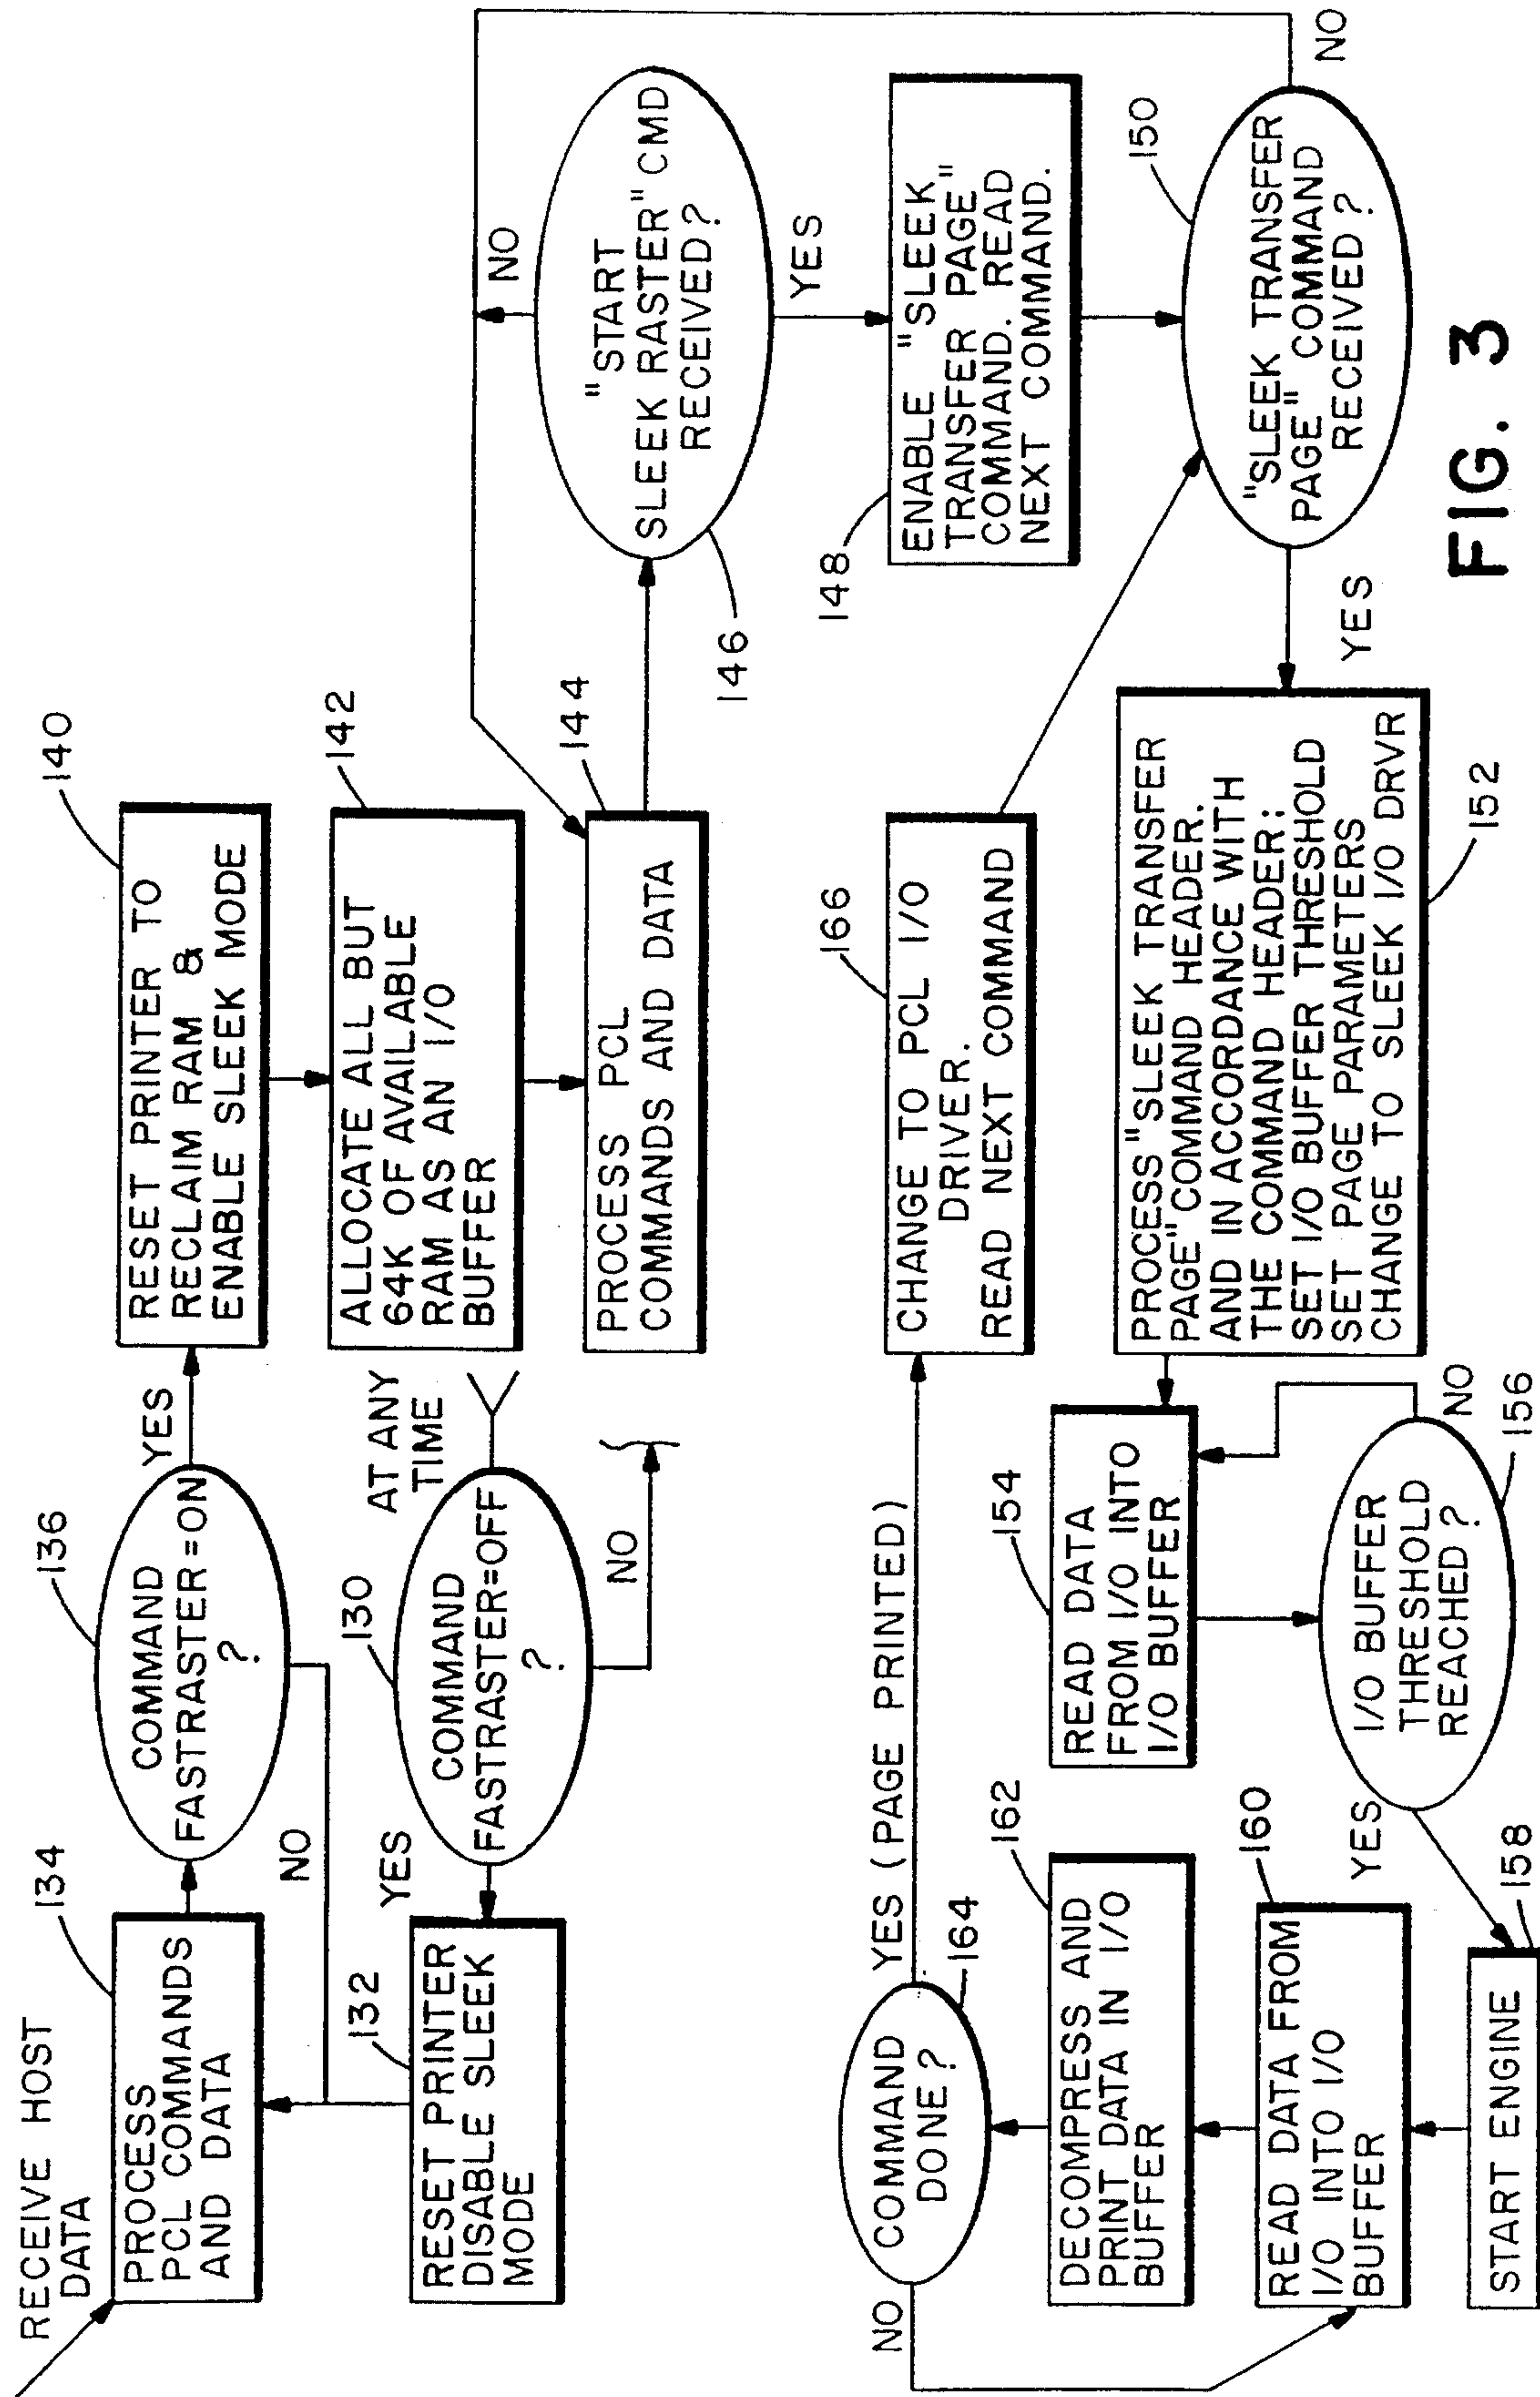 RECEIVE HOST
DATA
134
PROCESS
PCL COMMANDS
AND DATA
136
COMMAND
FASTRASTER=ON
?
YES
NO
140
RESET PRINTER TO
RECLAIM RAM &
ENABLE SLEEK MODE
142
ALLOCATE ALL BUT
64K OF AVAILABLE
RAM AS AN I/O
BUFFER
144
PROCESS PCL
COMMANDS AND DATA
130
COMMAND
FASTRASTER=OFF
?
AT ANY
TIME
NO
YES
132
RESET PRINTER
DISABLE SLEEK
MODE
146
"START
SLEEK RASTER" CMD
RECEIVED?
NO
YES
148
ENABLE "SLEEK
TRANSFER PAGE"
COMMAND. READ
NEXT COMMAND.
150
"SLEEK TRANSFER
PAGE" COMMAND
RECEIVED?
NO
YES
152
PROCESS "SLEEK TRANSFER
PAGE" COMMAND HEADER.
AND IN ACCORDANCE WITH
THE COMMAND HEADER:
SET I/O BUFFER THRESHOLD
SET PAGE PARAMETERS
CHANGE TO SLEEK I/O DRVR
154
READ DATA
FROM I/O INTO
I/O BUFFER
156
I/O BUFFER
THRESHOLD
REACHED?
NO
YES
158
START ENGINE
160
READ DATA FROM
I/O INTO I/O
BUFFER
162
DECOMPRESS AND
PRINT DATA IN I/O
BUFFER
164
COMMAND
DONE?
NO
YES (PAGE PRINTED)
166
CHANGE TO PCL I/O
DRIVER.
READ NEXT COMMAND
FIG. 3